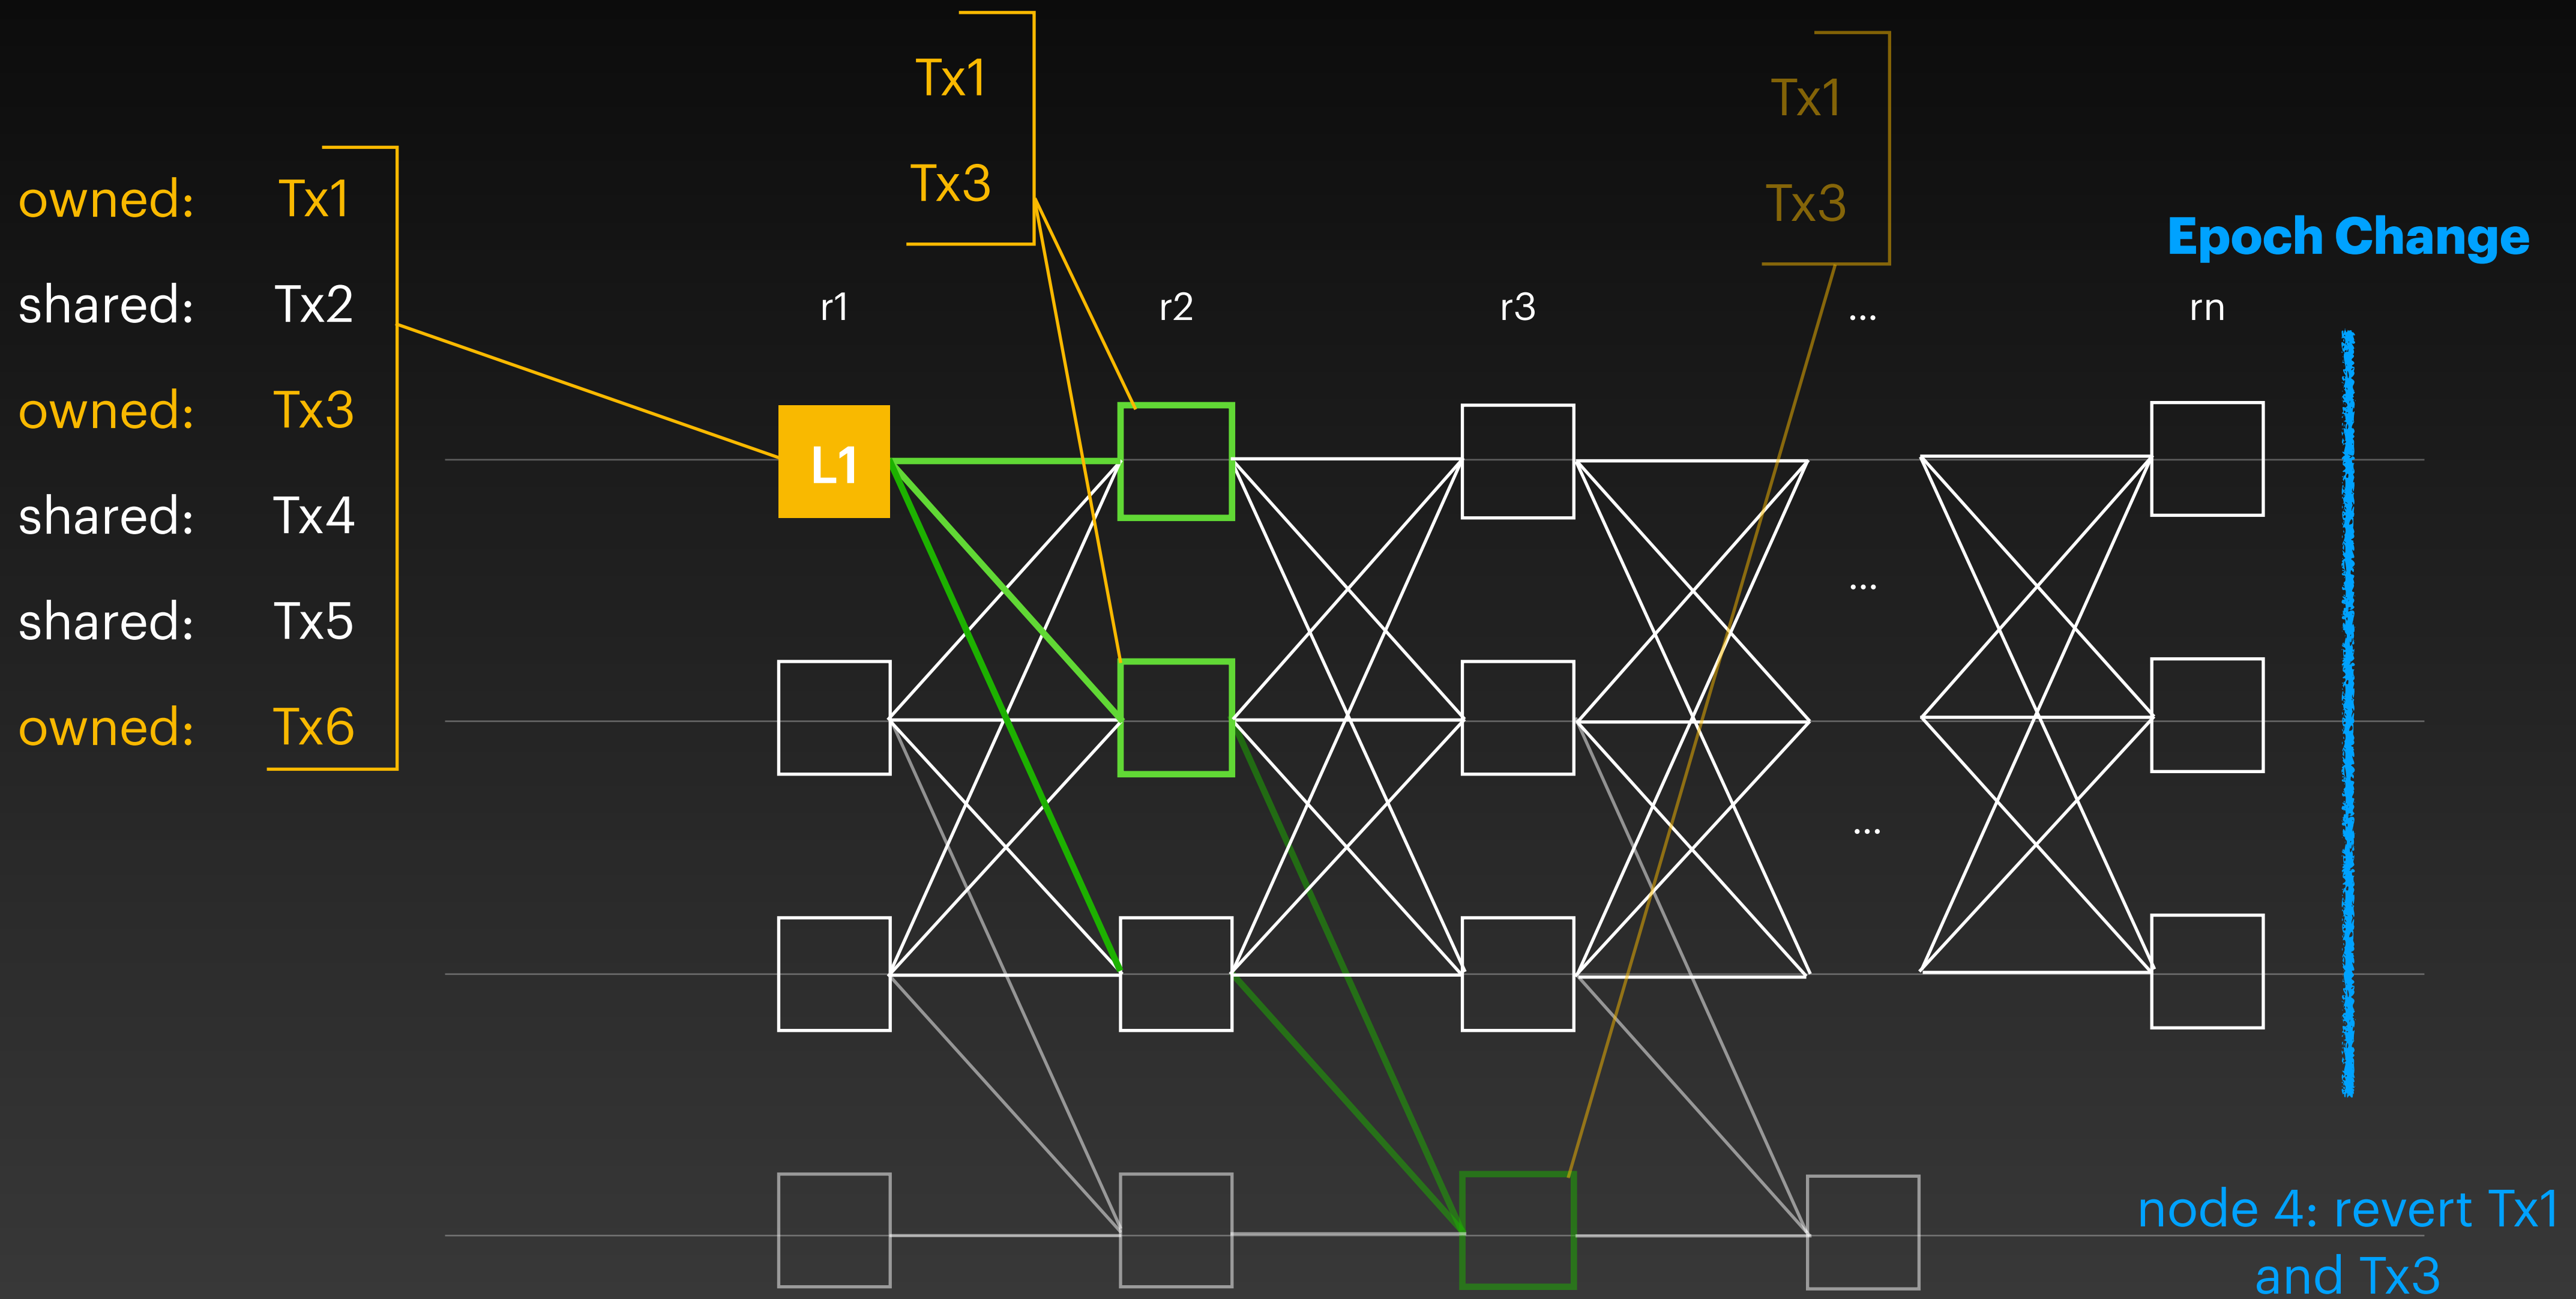 Tx1
Tx3
Tx1
Tx3
owned: Tx1
shared: Tx2
owned: Tx3
shared: Tx4
shared: Tx5
owned: Tx6
Epoch Change
r1 r2 r3 ... rn
L1
...
...
node 4: revert Tx1
and Tx3